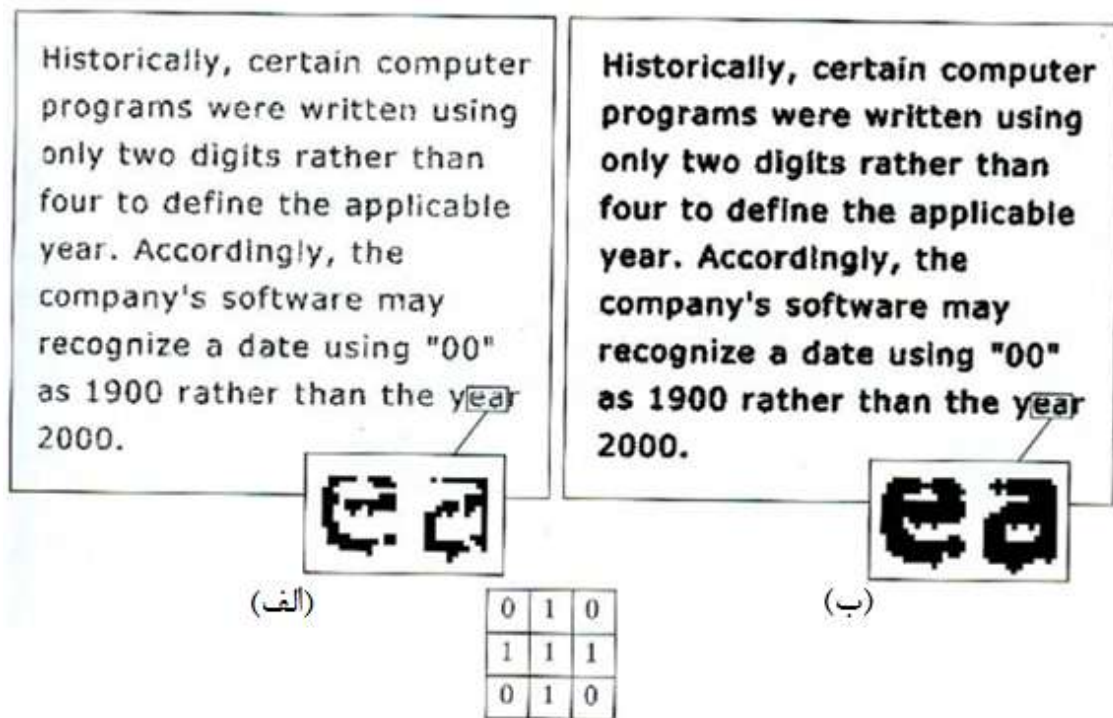 Historically, certain computer
programs were written using
only two digits rather than
four to define the applicable
year. Accordingly, the
company's software may
recognize a date using "00"
as 1900 rather than the year
2000.
ea
(الف)
Historically, certain computer
programs were written using
only two digits rather than
four to define the applicable
year. Accordingly, the
company's software may
recognize a date using "00"
as 1900 rather than the year
2000.
ea
(ب)
0 1 0
1 1 1
0 1 0